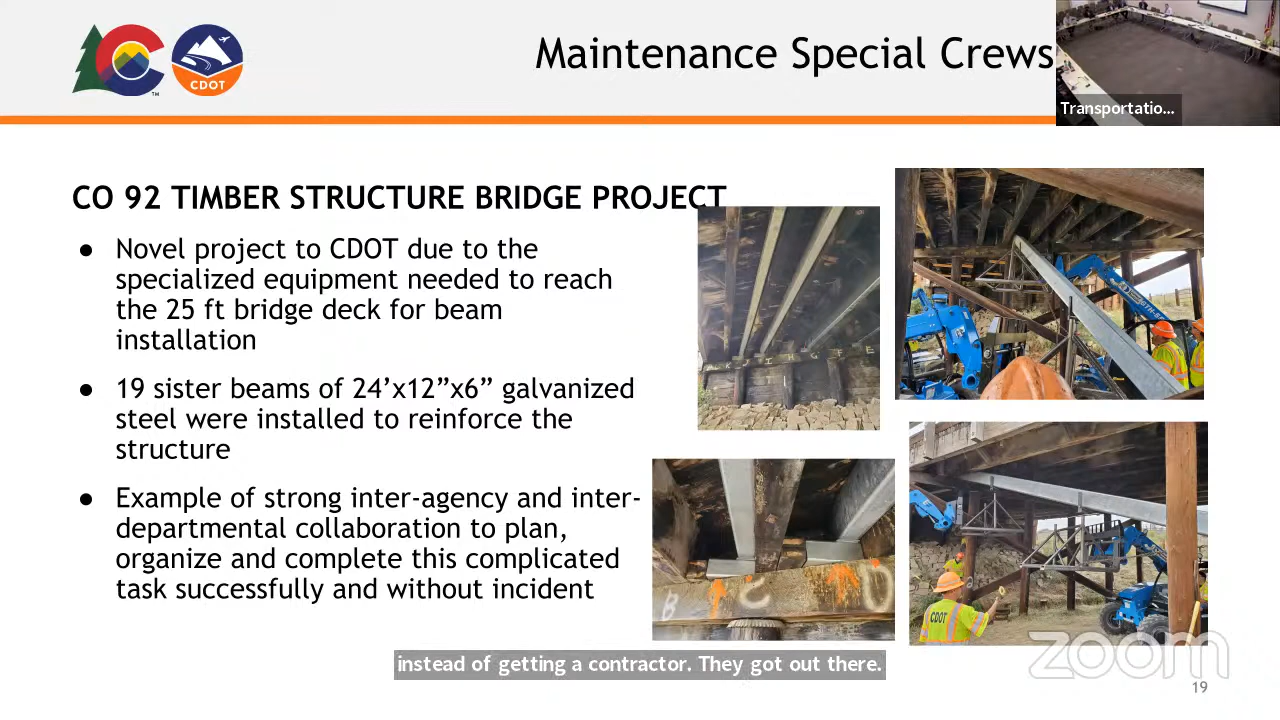 Maintenance Special Crews
Transportatio...
CDOT
TM
CO 92 TIMBER STRUCTURE BRIDGE PROJECT
● Novel project to CDOT due to the
specialized equipment needed to reach
the 25 ft bridge deck for beam
installation
● 19 sister beams of 24’x12”x6” galvanized
steel were installed to reinforce the
structure
● Example of strong inter-agency and inter-
departmental collaboration to plan,
organize and complete this complicated
task successfully and without incident
K J I H G F E
B C D
CDOT
instead of getting a contractor. They got out there.
zoom
19